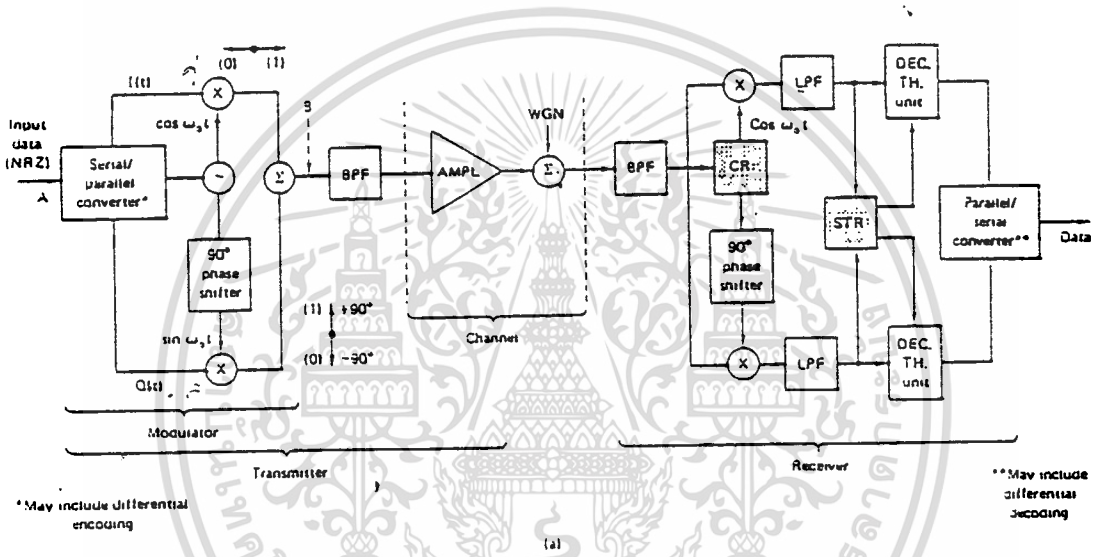 Input
data
(NRZ)
A
Serial/
parallel
converter*
I(t)
cos ω₀t
(0)
(1)
X
~
90°
phase
shifter
sin ω₀t
Q(t)
X
Σ
B
BPF
(1) +90°
(0) −90°
AMPL
WGN
Σ
Channel
Modulator
Transmitter
BPF
CR
Cos ω₀t
X
90°
phase
shifter
X
LPF
LPF
STR
DEC.
TH.
unit
DEC.
TH.
unit
Parallel/
serial
converter**
Data
Receiver
*May include differential
encoding
**May include
differential
decoding
(a)